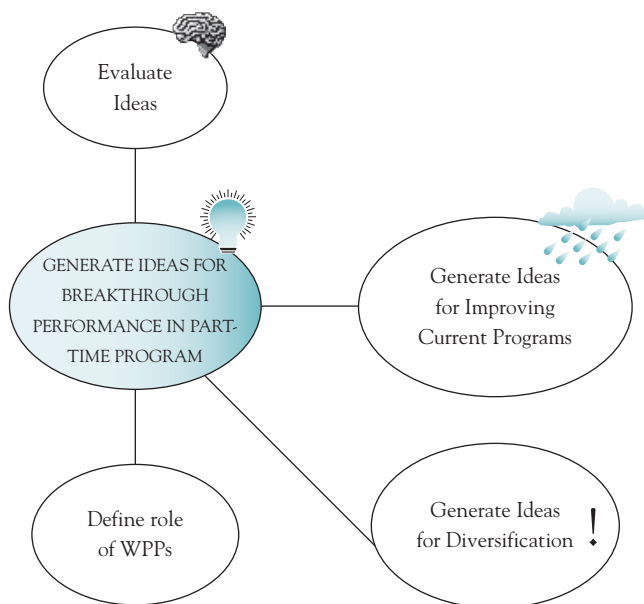 Evaluate
Ideas
GENERATE IDEAS FOR
BREAKTHROUGH
PERFORMANCE IN PART-
TIME PROGRAM
Generate Ideas
for Improving
Current Programs
Define role
of WPPs
Generate Ideas
for Diversification !